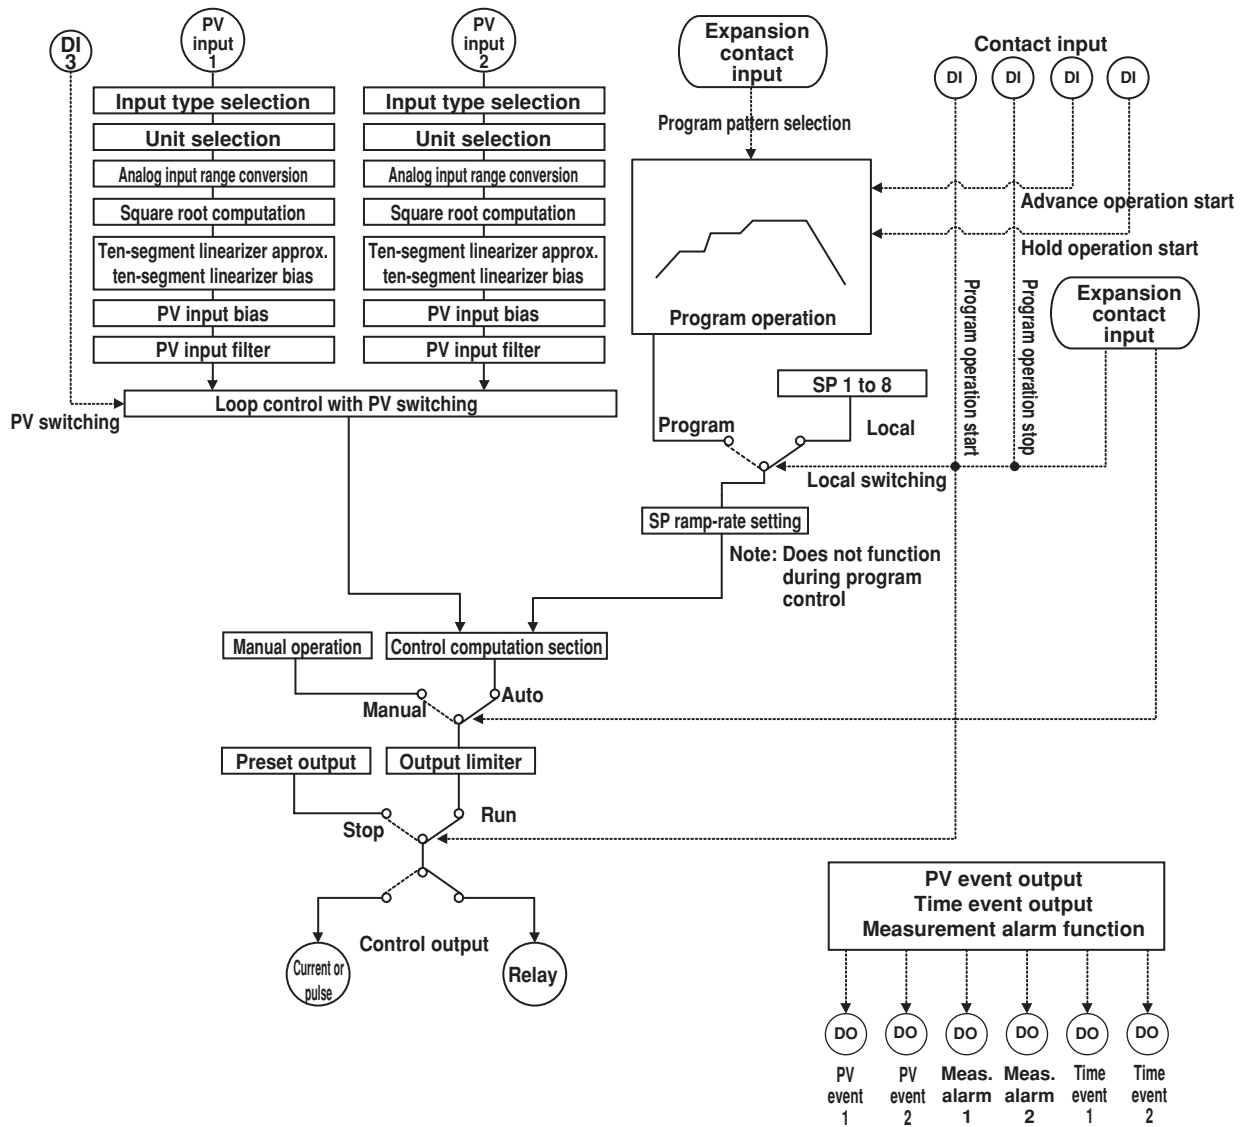 DI
3
PV
input
1
PV
input
2
Expansion
contact
input
Contact input
DI
DI
DI
DI
Input type selection
Unit selection
Analog input range conversion
Square root computation
Ten-segment linearizer approx.
ten-segment linearizer bias
PV input bias
PV input filter
Input type selection
Unit selection
Analog input range conversion
Square root computation
Ten-segment linearizer approx.
ten-segment linearizer bias
PV input bias
PV input filter
Program pattern selection
Program operation
Advance operation start
Hold operation start
Program operation start
Program operation stop
Expansion
contact
input
PV switching
Loop control with PV switching
SP 1 to 8
Program
Local
Local switching
SP ramp-rate setting
Note: Does not function
during program
control
Manual operation
Control computation section
Manual
Auto
Preset output
Output limiter
Stop
Run
Control output
Current or
pulse
Relay
PV event output
Time event output
Measurement alarm function
DO
DO
DO
DO
DO
DO
PV
event
1
PV
event
2
Meas.
alarm
1
Meas.
alarm
2
Time
event
1
Time
event
2